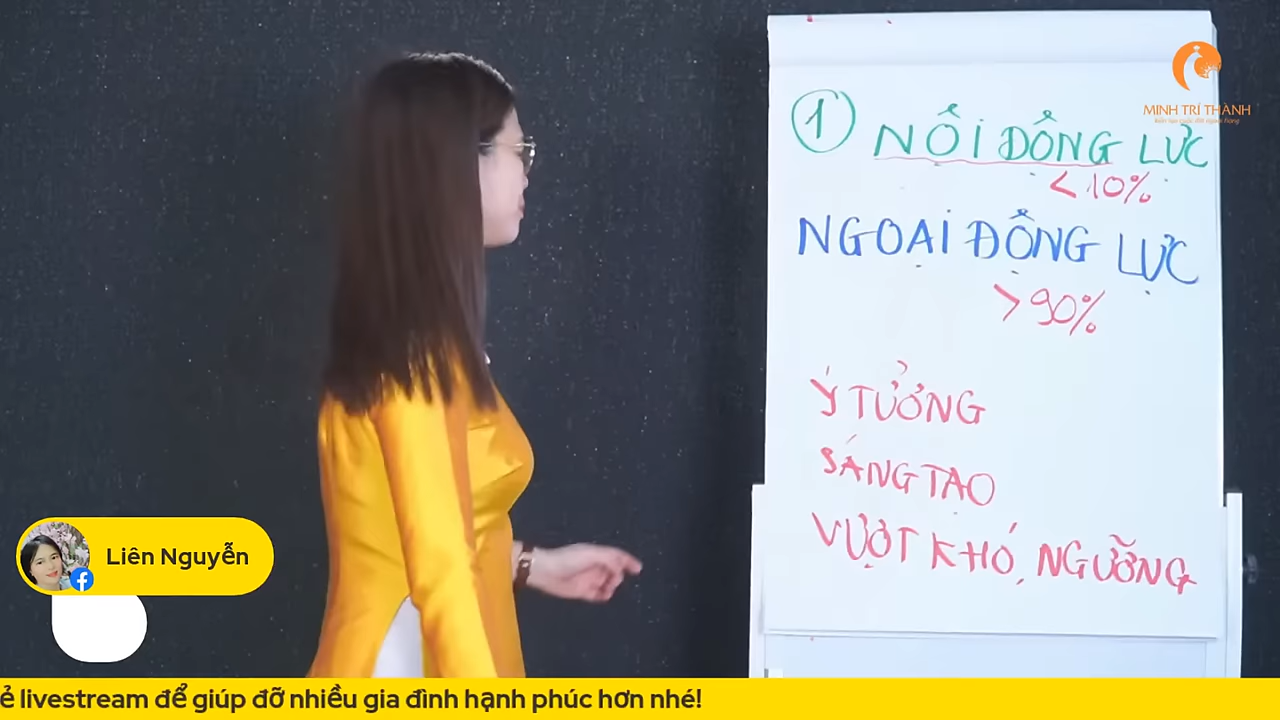 MINH TRÍ THÀNH
1 NỘI ĐỘNG LỰC
< 10%
NGOẠI ĐỘNG LỰC
> 90%
Ý TƯỞNG
SÁNG TẠO
VƯỢT KHÓ, NGƯỠNG
Liên Nguyễn
ẻ livestream để giúp đỡ nhiều gia đình hạnh phúc hơn nhé!